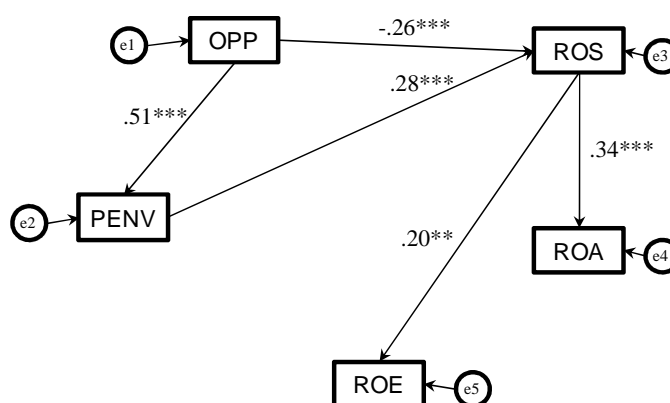 e1
OPP
-.26***
ROS
e3
.28***
.51***
.34***
e2
PENV
.20**
ROA
e4
ROE
e5